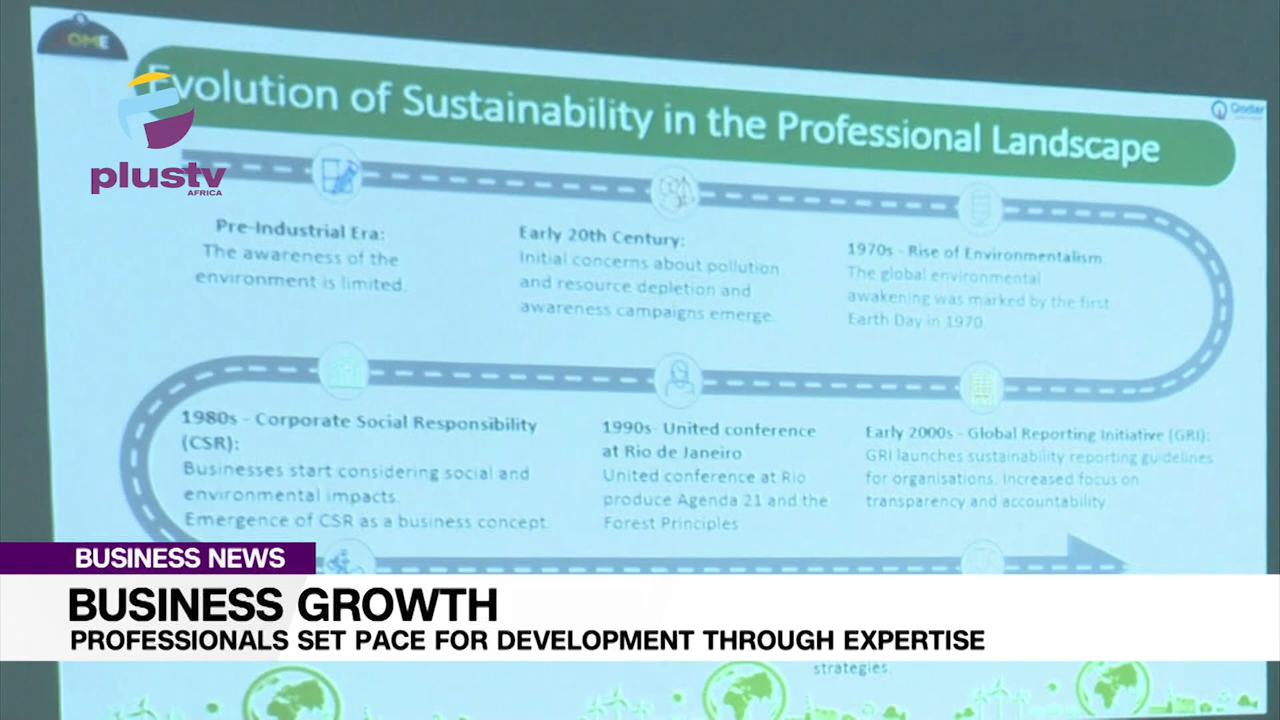 HOME
Evolution of Sustainability in the Professional Landscape
Qodar
plustv
AFRICA
Pre-Industrial Era:
The awareness of the
environment is limited.
Early 20th Century:
Initial concerns about pollution
and resource depletion and
awareness campaigns emerge.
1970s - Rise of Environmentalism
The global environmental
awakening was marked by the first
Earth Day in 1970
1980s - Corporate Social Responsibility
(CSR):
Businesses start considering social and
environmental impacts.
Emergence of CSR as a business concept.
1990s- United conference
at Rio de Janeiro
United conference at Rio
produce Agenda 21 and the
Forest Principles
Early 2000s - Global Reporting Initiative (GRI):
GRI launches sustainability reporting guidelines
for organisations. Increased focus on
transparency and accountability
BUSINESS NEWS
BUSINESS GROWTH
PROFESSIONALS SET PACE FOR DEVELOPMENT THROUGH EXPERTISE
strategies.